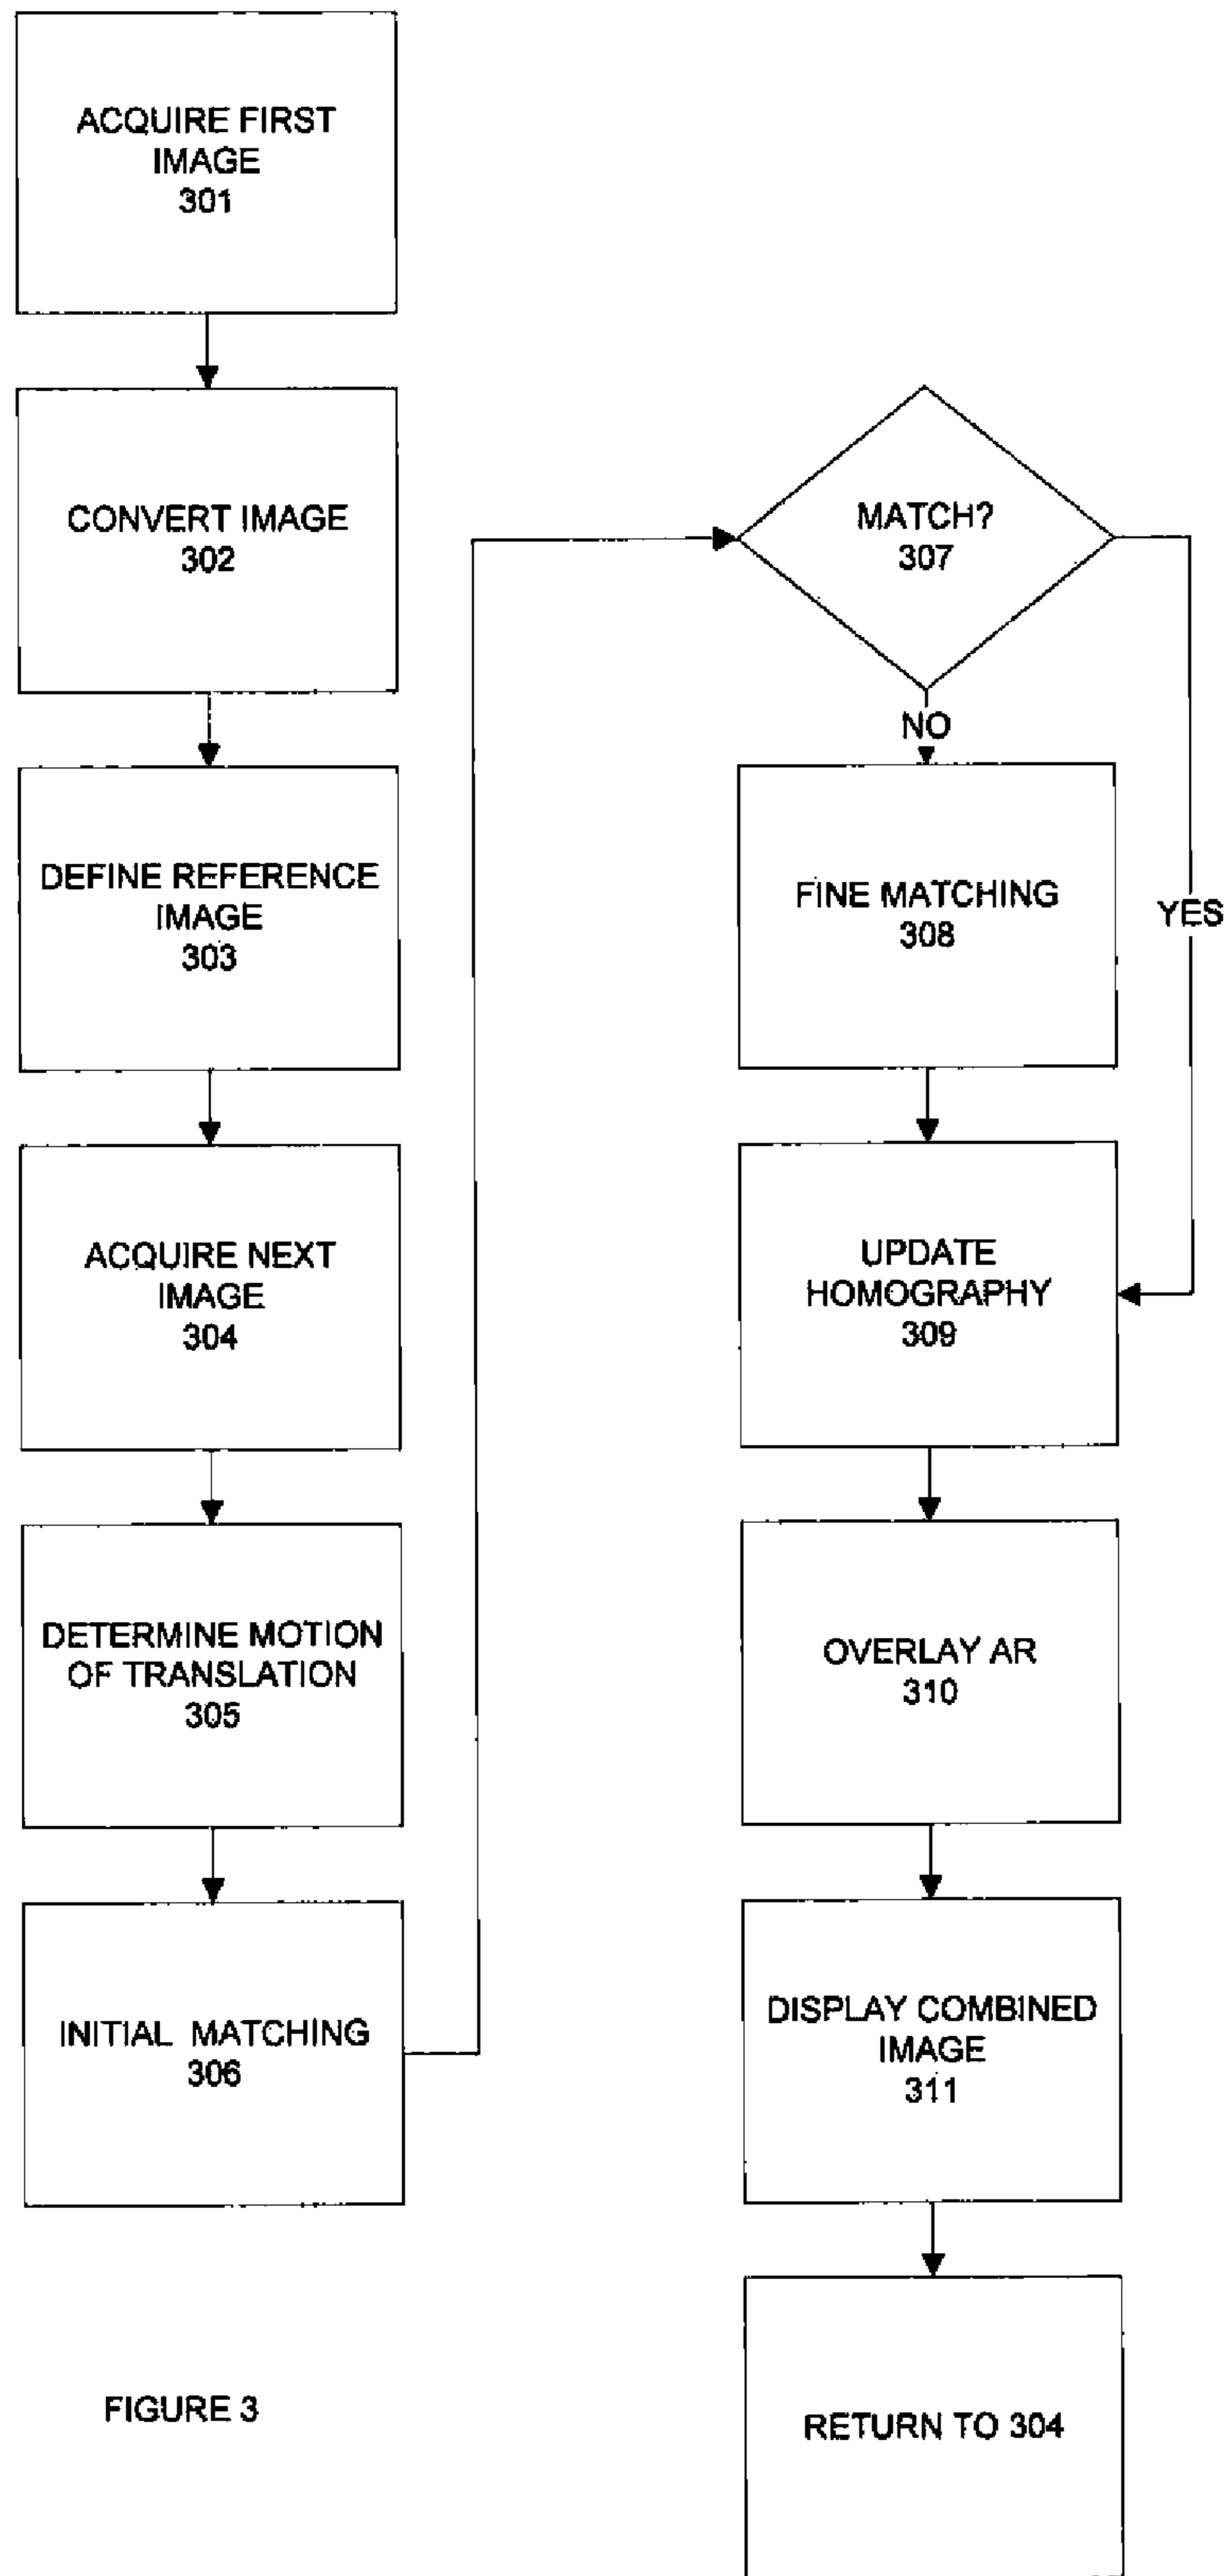 ACQUIRE FIRST
IMAGE
301
CONVERT IMAGE
302
DEFINE REFERENCE
IMAGE
303
ACQUIRE NEXT
IMAGE
304
DETERMINE MOTION
OF TRANSLATION
305
INITIAL MATCHING
306
MATCH?
307
NO
YES
FINE MATCHING
308
UPDATE
HOMOGRAPHY
309
OVERLAY AR
310
DISPLAY COMBINED
IMAGE
311
RETURN TO 304
FIGURE 3